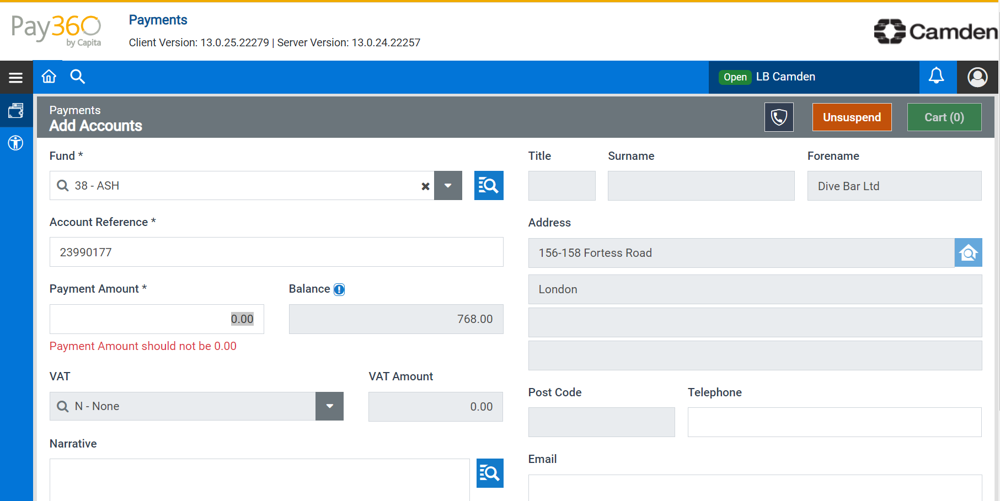 Pay360
by Capita
Payments
Client Version: 13.0.25.22279 | Server Version: 13.0.24.22257
Camden
Open LB Camden
Payments
Add Accounts
Unsuspend
Cart (0)
Fund *
38 - ASH
Account Reference *
23990177
Payment Amount *
Balance
0.00
768.00
Payment Amount should not be 0.00
VAT
VAT Amount
N - None
0.00
Narrative
Title
Surname
Forename
Dive Bar Ltd
Address
156-158 Fortess Road
London
Post Code
Telephone
Email